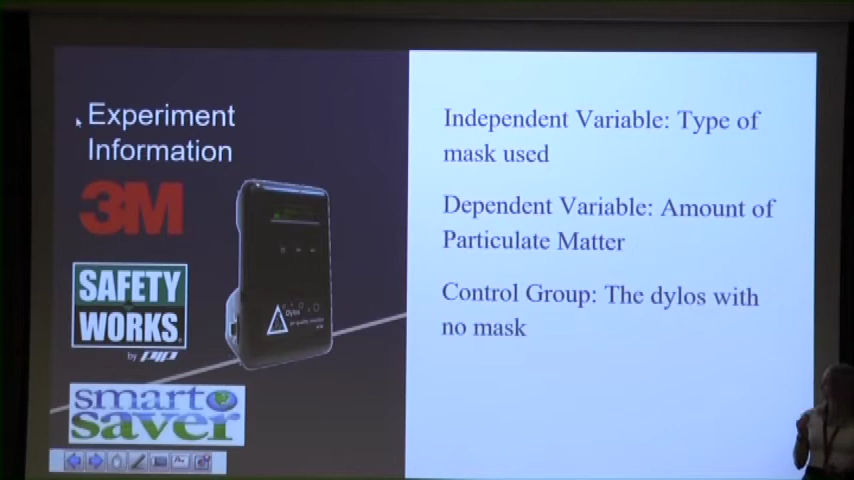 Experiment
Information
3M
SAFETY
WORKS
by PIP
smart
saver
Dylos
Independent Variable: Type of
mask used
Dependent Variable: Amount of
Particulate Matter
Control Group: The dylos with
no mask